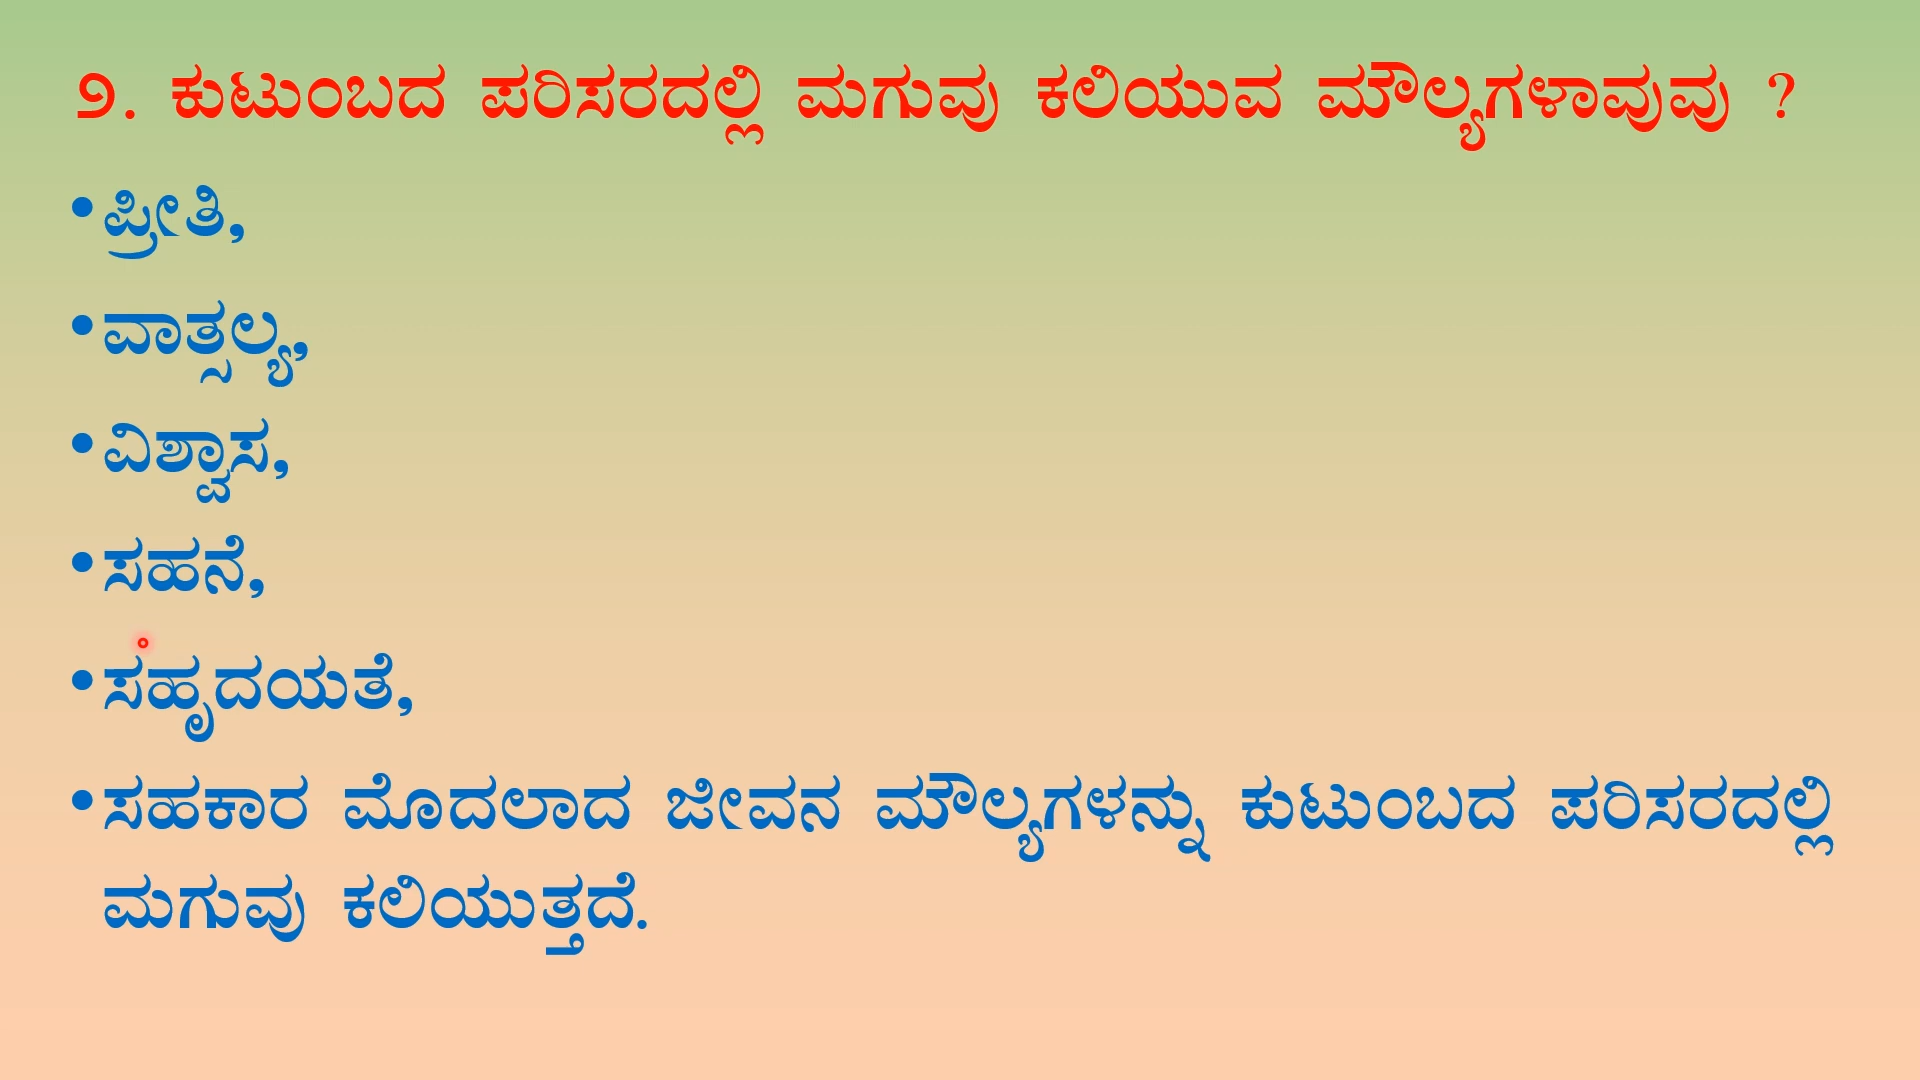 ೨. ಕುಟುಂಬದ ಪರಿಸರದಲ್ಲಿ ಮಗುವು ಕಲಿಯುವ ಮೌಲ್ಯಗಳಾವುವು ?
•ಪ್ರೀತಿ,
•ವಾತ್ಸಲ್ಯ,
•ವಿಶ್ವಾಸ,
•ಸಹನೆ,
•ಸಹೃದಯತೆ,
•ಸಹಕಾರ ಮೊದಲಾದ ಜೀವನ ಮೌಲ್ಯಗಳನ್ನು ಕುಟುಂಬದ ಪರಿಸರದಲ್ಲಿ
ಮಗುವು ಕಲಿಯುತ್ತದೆ.